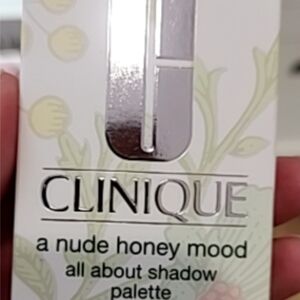 CLINIQUE
a nude honey mood
all about shadow
palette